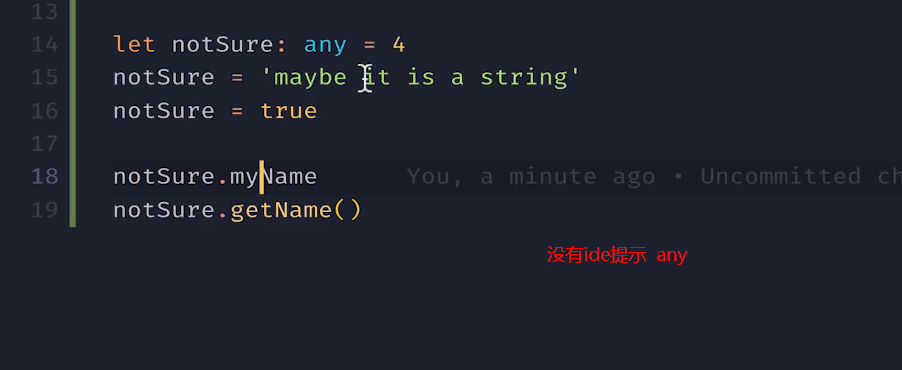 13
14 let notSure: any = 4
15 notSure = 'maybe it is a string'
16 notSure = true
17
18 notSure.myName You, a minute ago • Uncommitted ch
19 notSure.getName()
没有ide提示 any